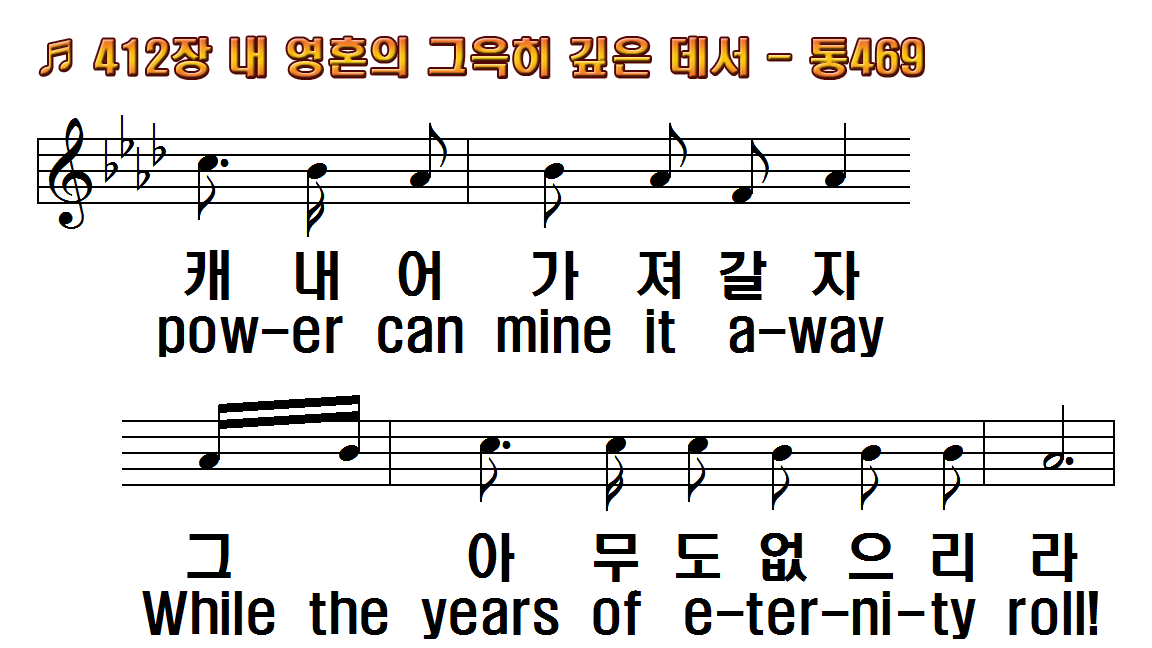 ♬ 412장 내 영혼의 그윽히 깊은 데서 - 통469
캐 내 어 가 져 갈 자
pow-er can mine it a-way
그 아 무 도 없 으 리 라
While the years of e-ter-ni-ty roll!